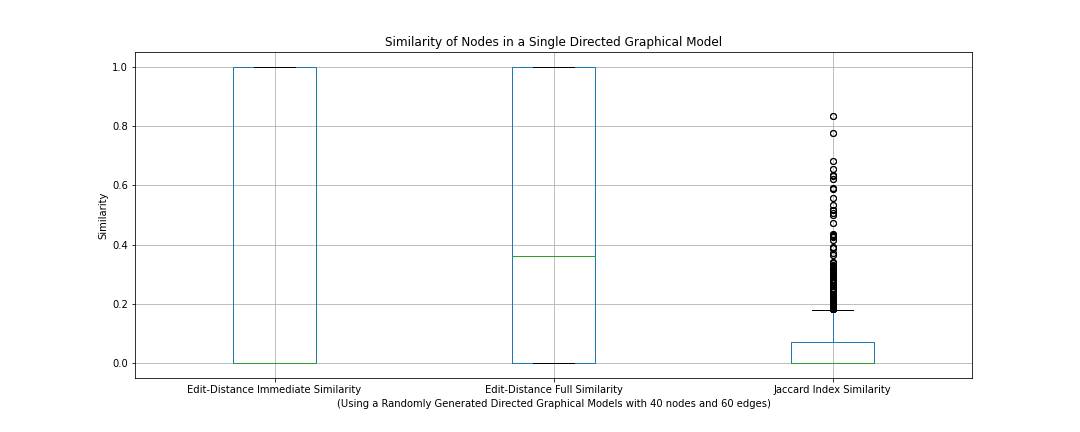 Similarity of Nodes in a Single Directed Graphical Model
1.0
0.8
0.6
0.4
0.2
0.0
Similarity
Edit-Distance Immediate Similarity
Edit-Distance Full Similarity
Jaccard Index Similarity
(Using a Randomly Generated Directed Graphical Models with 40 nodes and 60 edges)